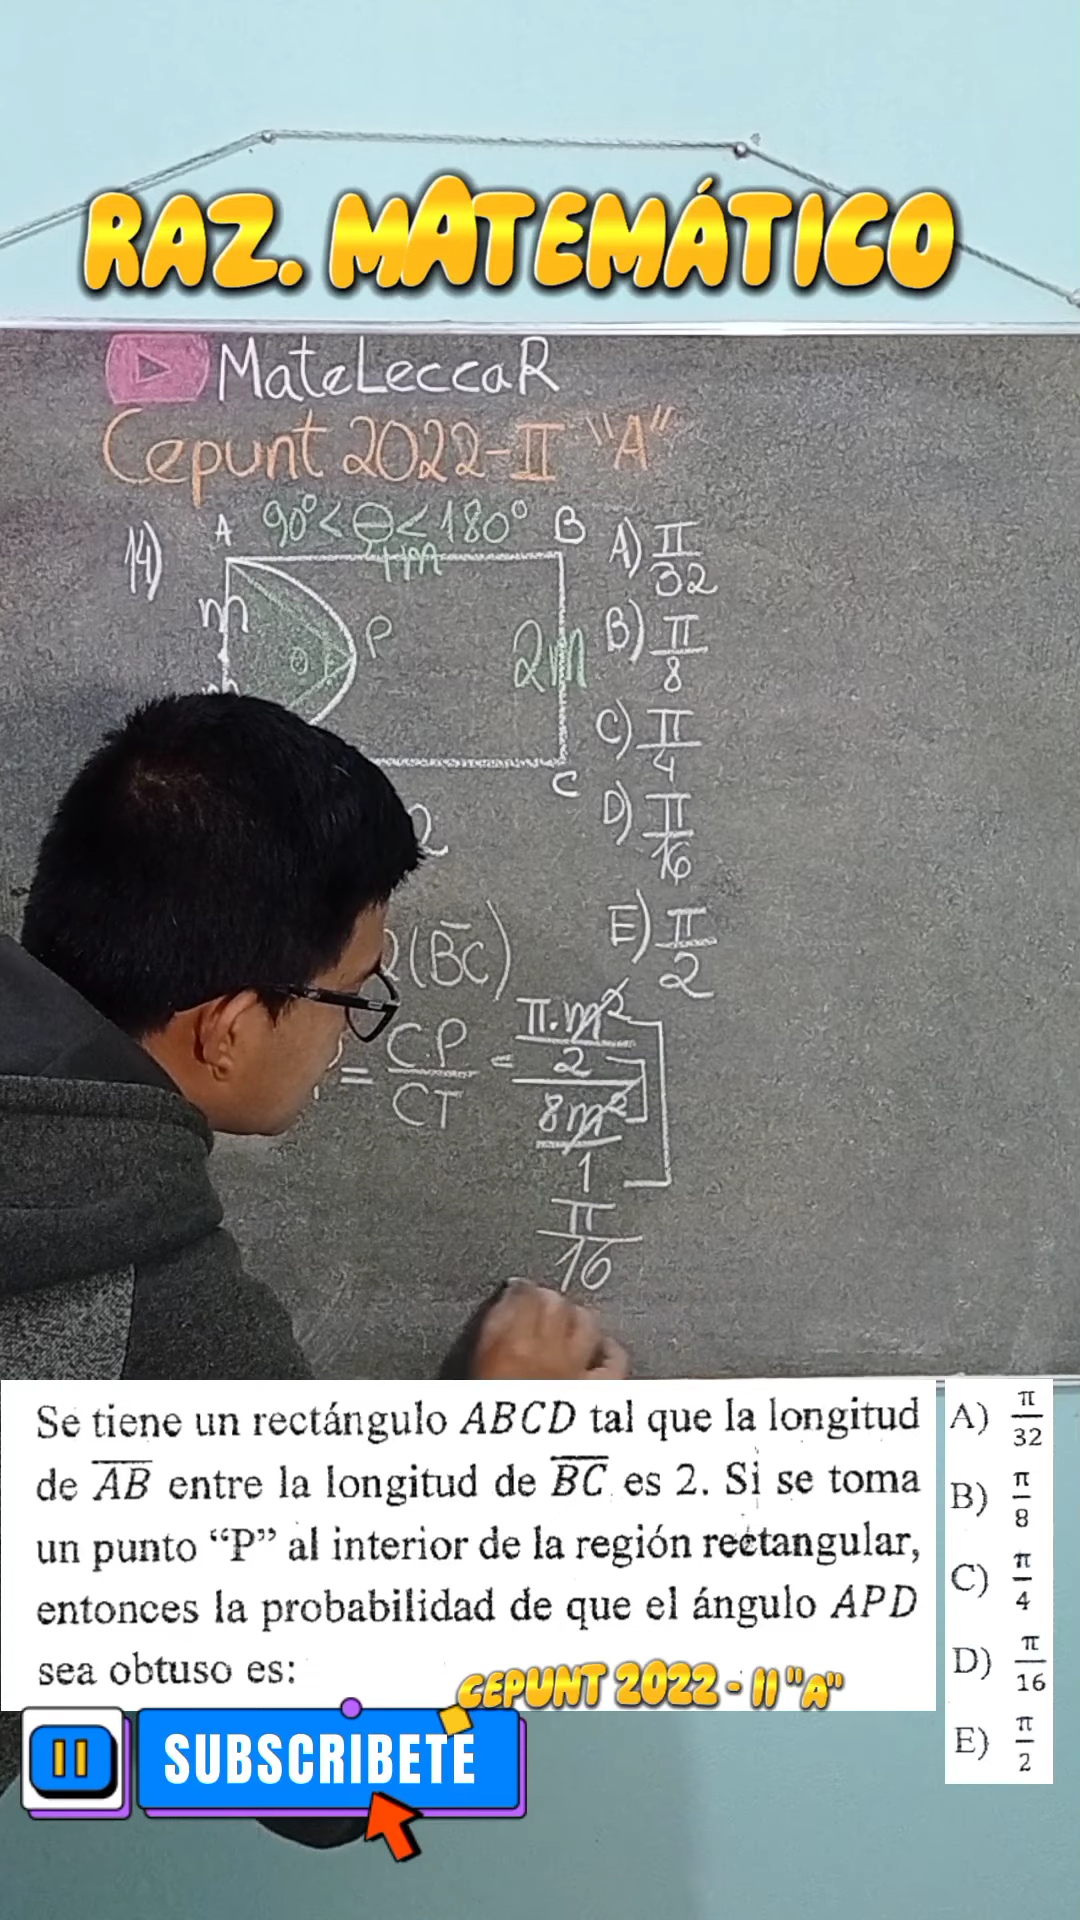 RAZ. MATEMÁTICO
MateLeccaR
Cepunt 2022-II "A"
90° < θ < 180°
14)
A
B
4m
m
P
θ
2m
C
2
2(BC)
= C.P / CT = π.m² / 2
8m² / 1
π / 16
A) π/32
B) π/8
C) π/4
D) π/16
E) π/2
Se tiene un rectángulo ABCD tal que la longitud
de AB entre la longitud de BC es 2. Si se toma
un punto “P” al interior de la región rectangular,
entonces la probabilidad de que el ángulo APD
sea obtuso es:
CEPUNT 2022 - II "A"
A) π/32
B) π/8
C) π/4
D) π/16
E) π/2
SUBSCRIBETE